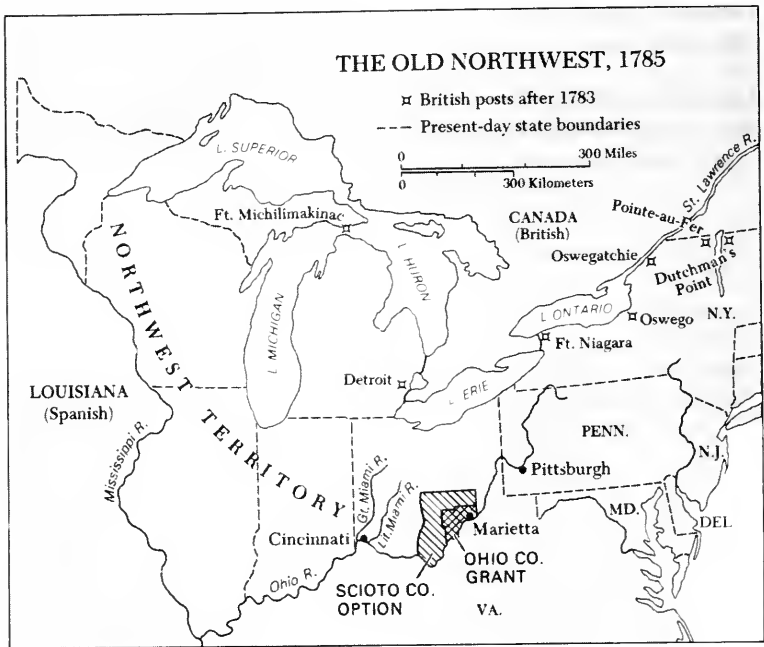 THE OLD NORTHWEST, 1785
British posts after 1783
Present-day state boundaries
0 300 Miles
0 300 Kilometers
L. SUPERIOR
St. Lawrence R.
Ft. Michilimakinac
CANADA
(British)
Pointe-au-Fer
Oswegatchie
Dutchman's
Point
L HURON
L MICHIGAN
L ONTARIO
Oswego
N.Y.
Ft. Niagara
NORTHWEST TERRITORY
LOUISIANA
(Spanish)
Detroit
L. ERIE
Mississippi R.
PENN.
N.J.
Pittsburgh
Gt. Miami R.
Lit. Miami R.
MD.
DEL
Cincinnati
Marietta
OHIO CO.
GRANT
Ohio R.
SCIOTO CO.
OPTION
VA.